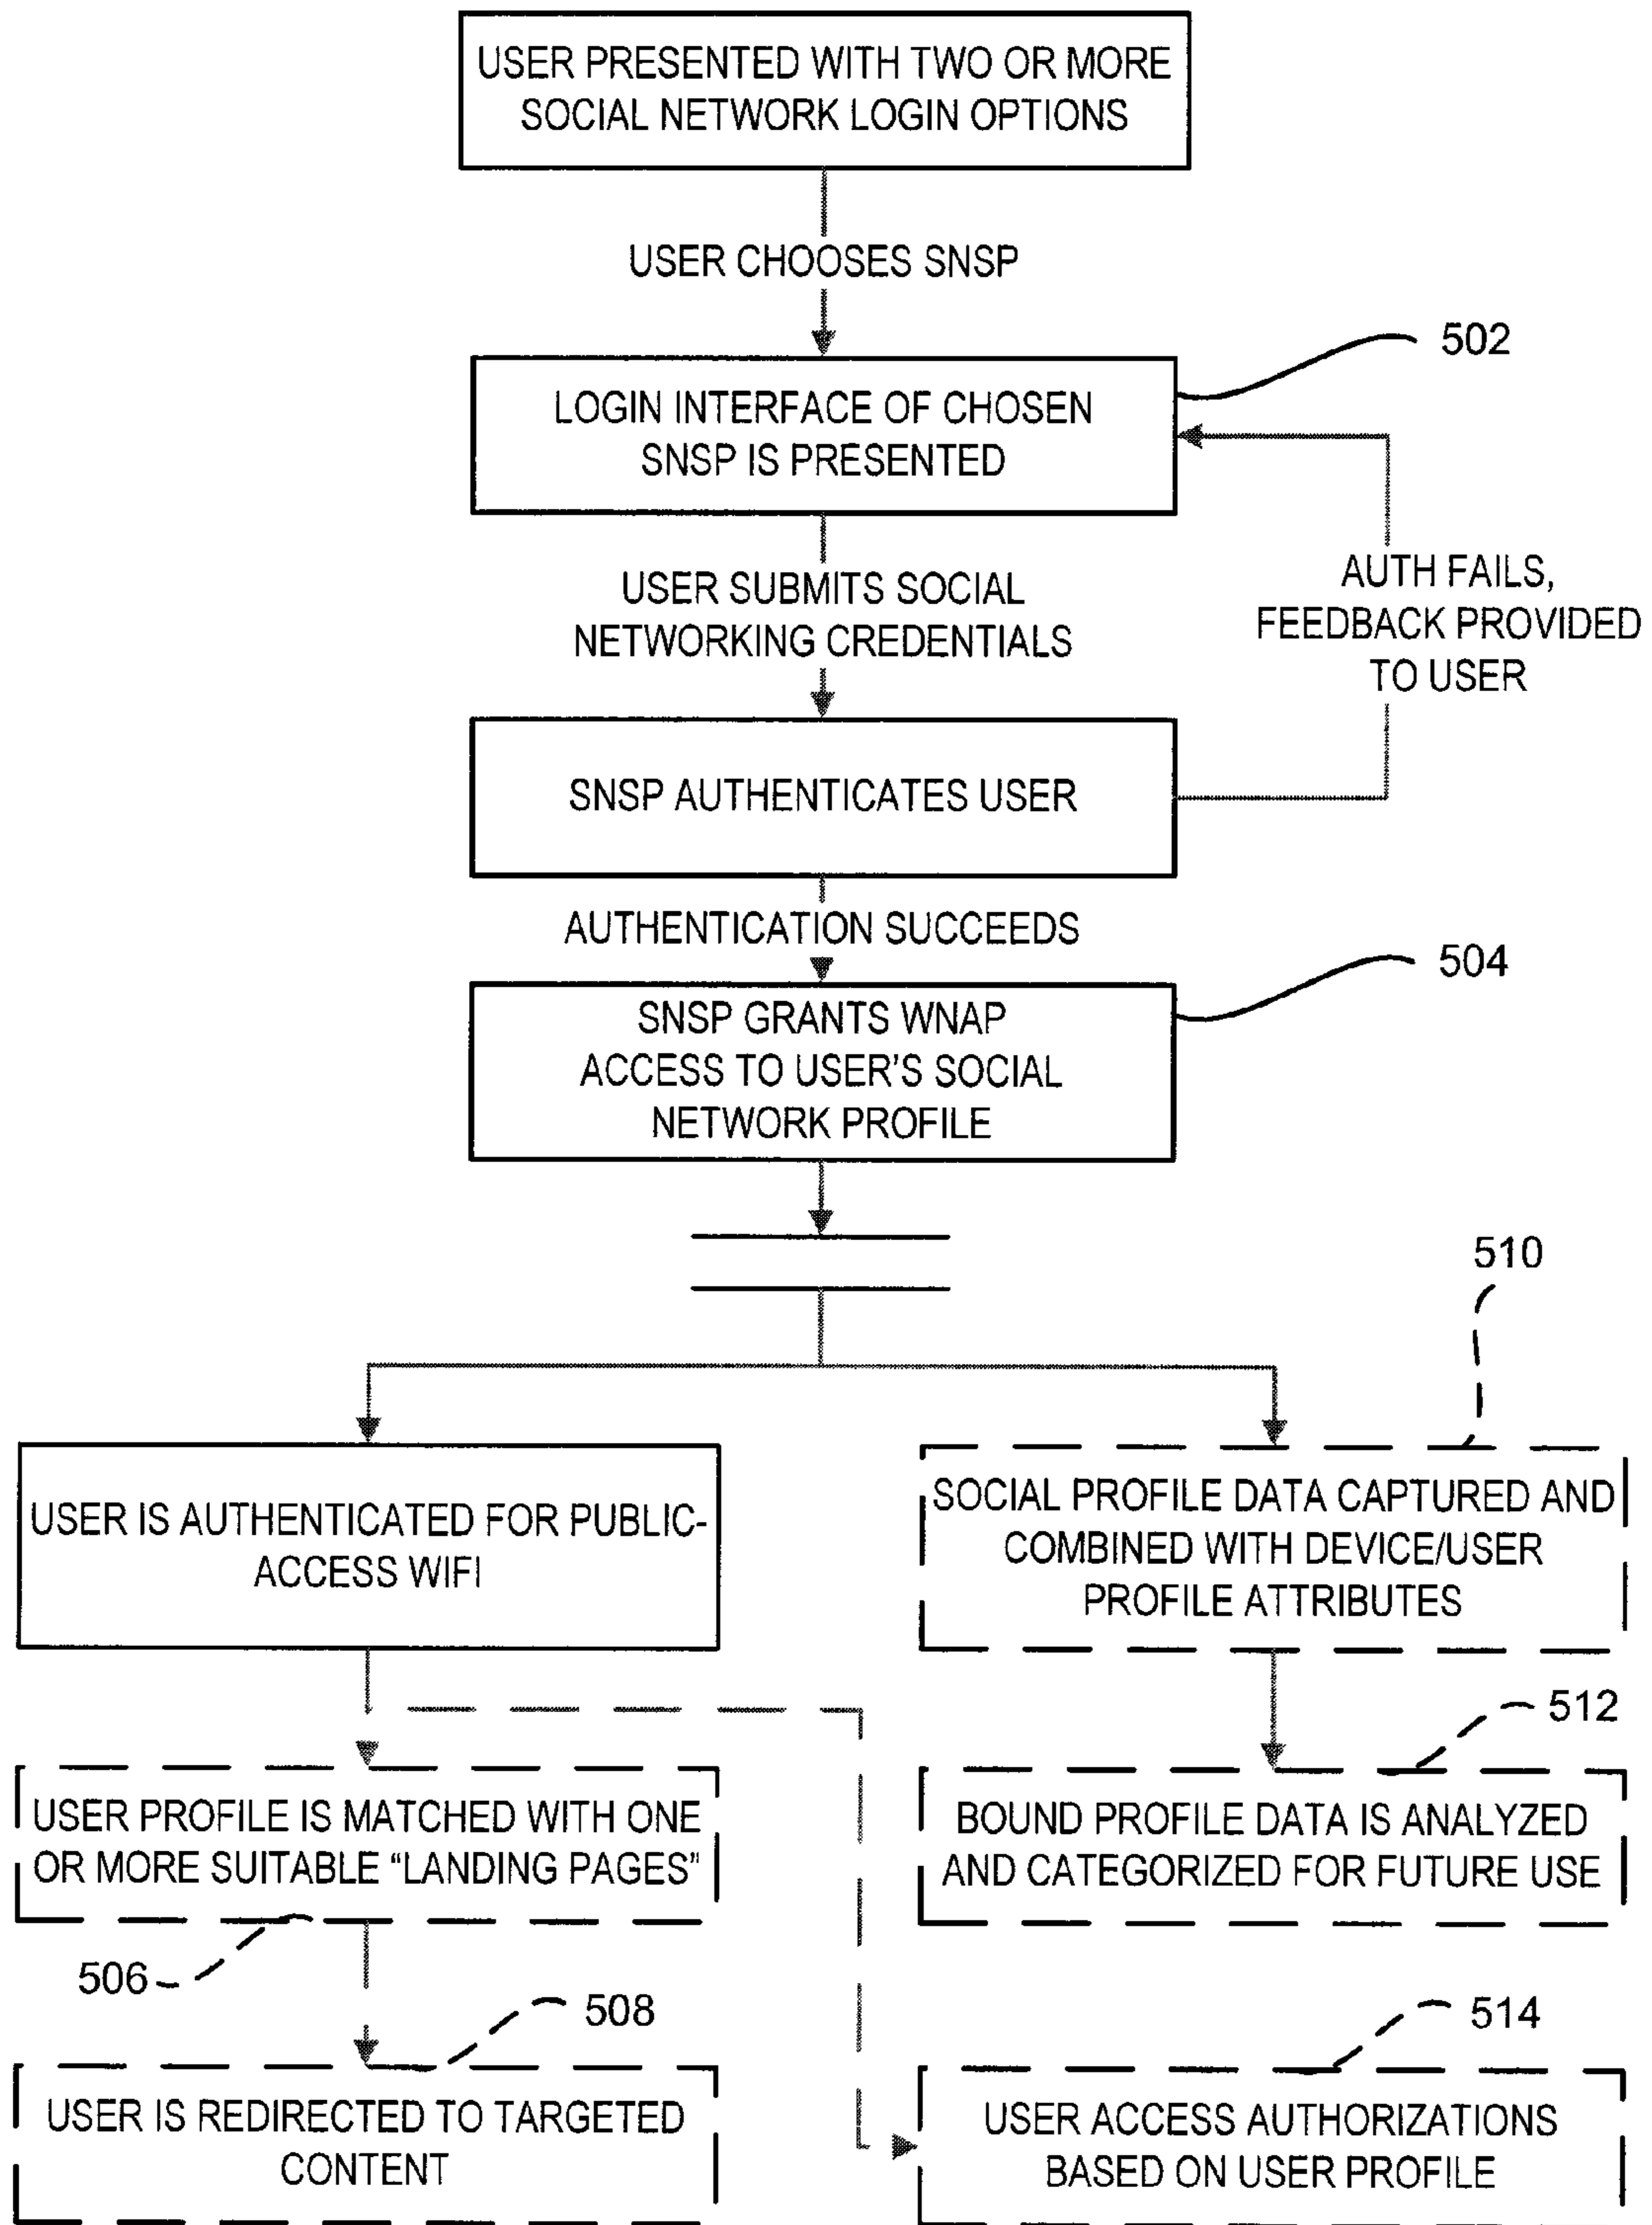 USER PRESENTED WITH TWO OR MORE
SOCIAL NETWORK LOGIN OPTIONS
USER CHOOSES SNSP
502
LOGIN INTERFACE OF CHOSEN
SNSP IS PRESENTED
USER SUBMITS SOCIAL
NETWORKING CREDENTIALS
AUTH FAILS,
FEEDBACK PROVIDED
TO USER
SNSP AUTHENTICATES USER
AUTHENTICATION SUCCEEDS
504
SNSP GRANTS WNAP
ACCESS TO USER'S SOCIAL
NETWORK PROFILE
510
USER IS AUTHENTICATED FOR PUBLIC-
ACCESS WIFI
SOCIAL PROFILE DATA CAPTURED AND
COMBINED WITH DEVICE/USER
PROFILE ATTRIBUTES
512
USER PROFILE IS MATCHED WITH ONE
OR MORE SUITABLE “LANDING PAGES”
BOUND PROFILE DATA IS ANALYZED
AND CATEGORIZED FOR FUTURE USE
506
508
514
USER IS REDIRECTED TO TARGETED
CONTENT
USER ACCESS AUTHORIZATIONS
BASED ON USER PROFILE